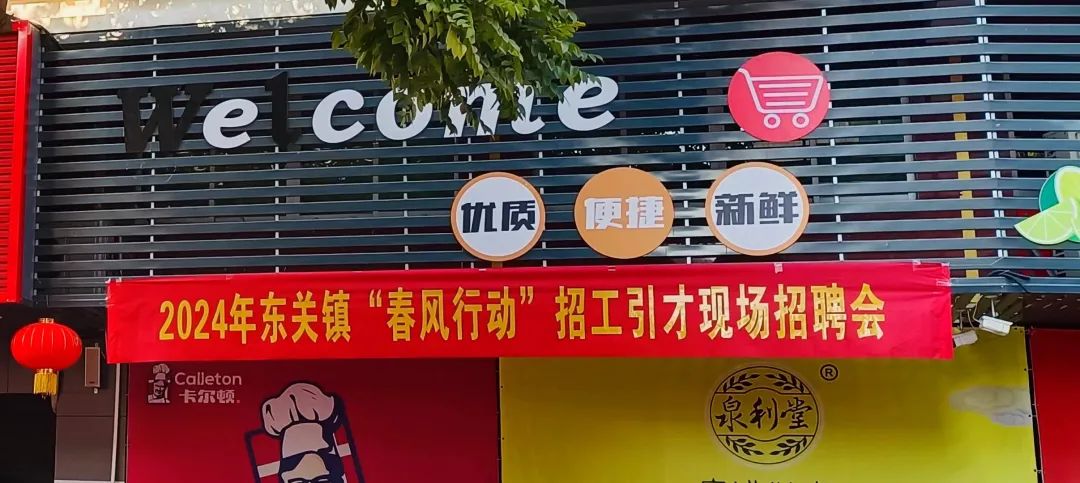 Welcome
优质 便捷 新鲜
2024年东关镇“春风行动”招工引才现场招聘会
Calleton
卡尔顿
®
泉利堂